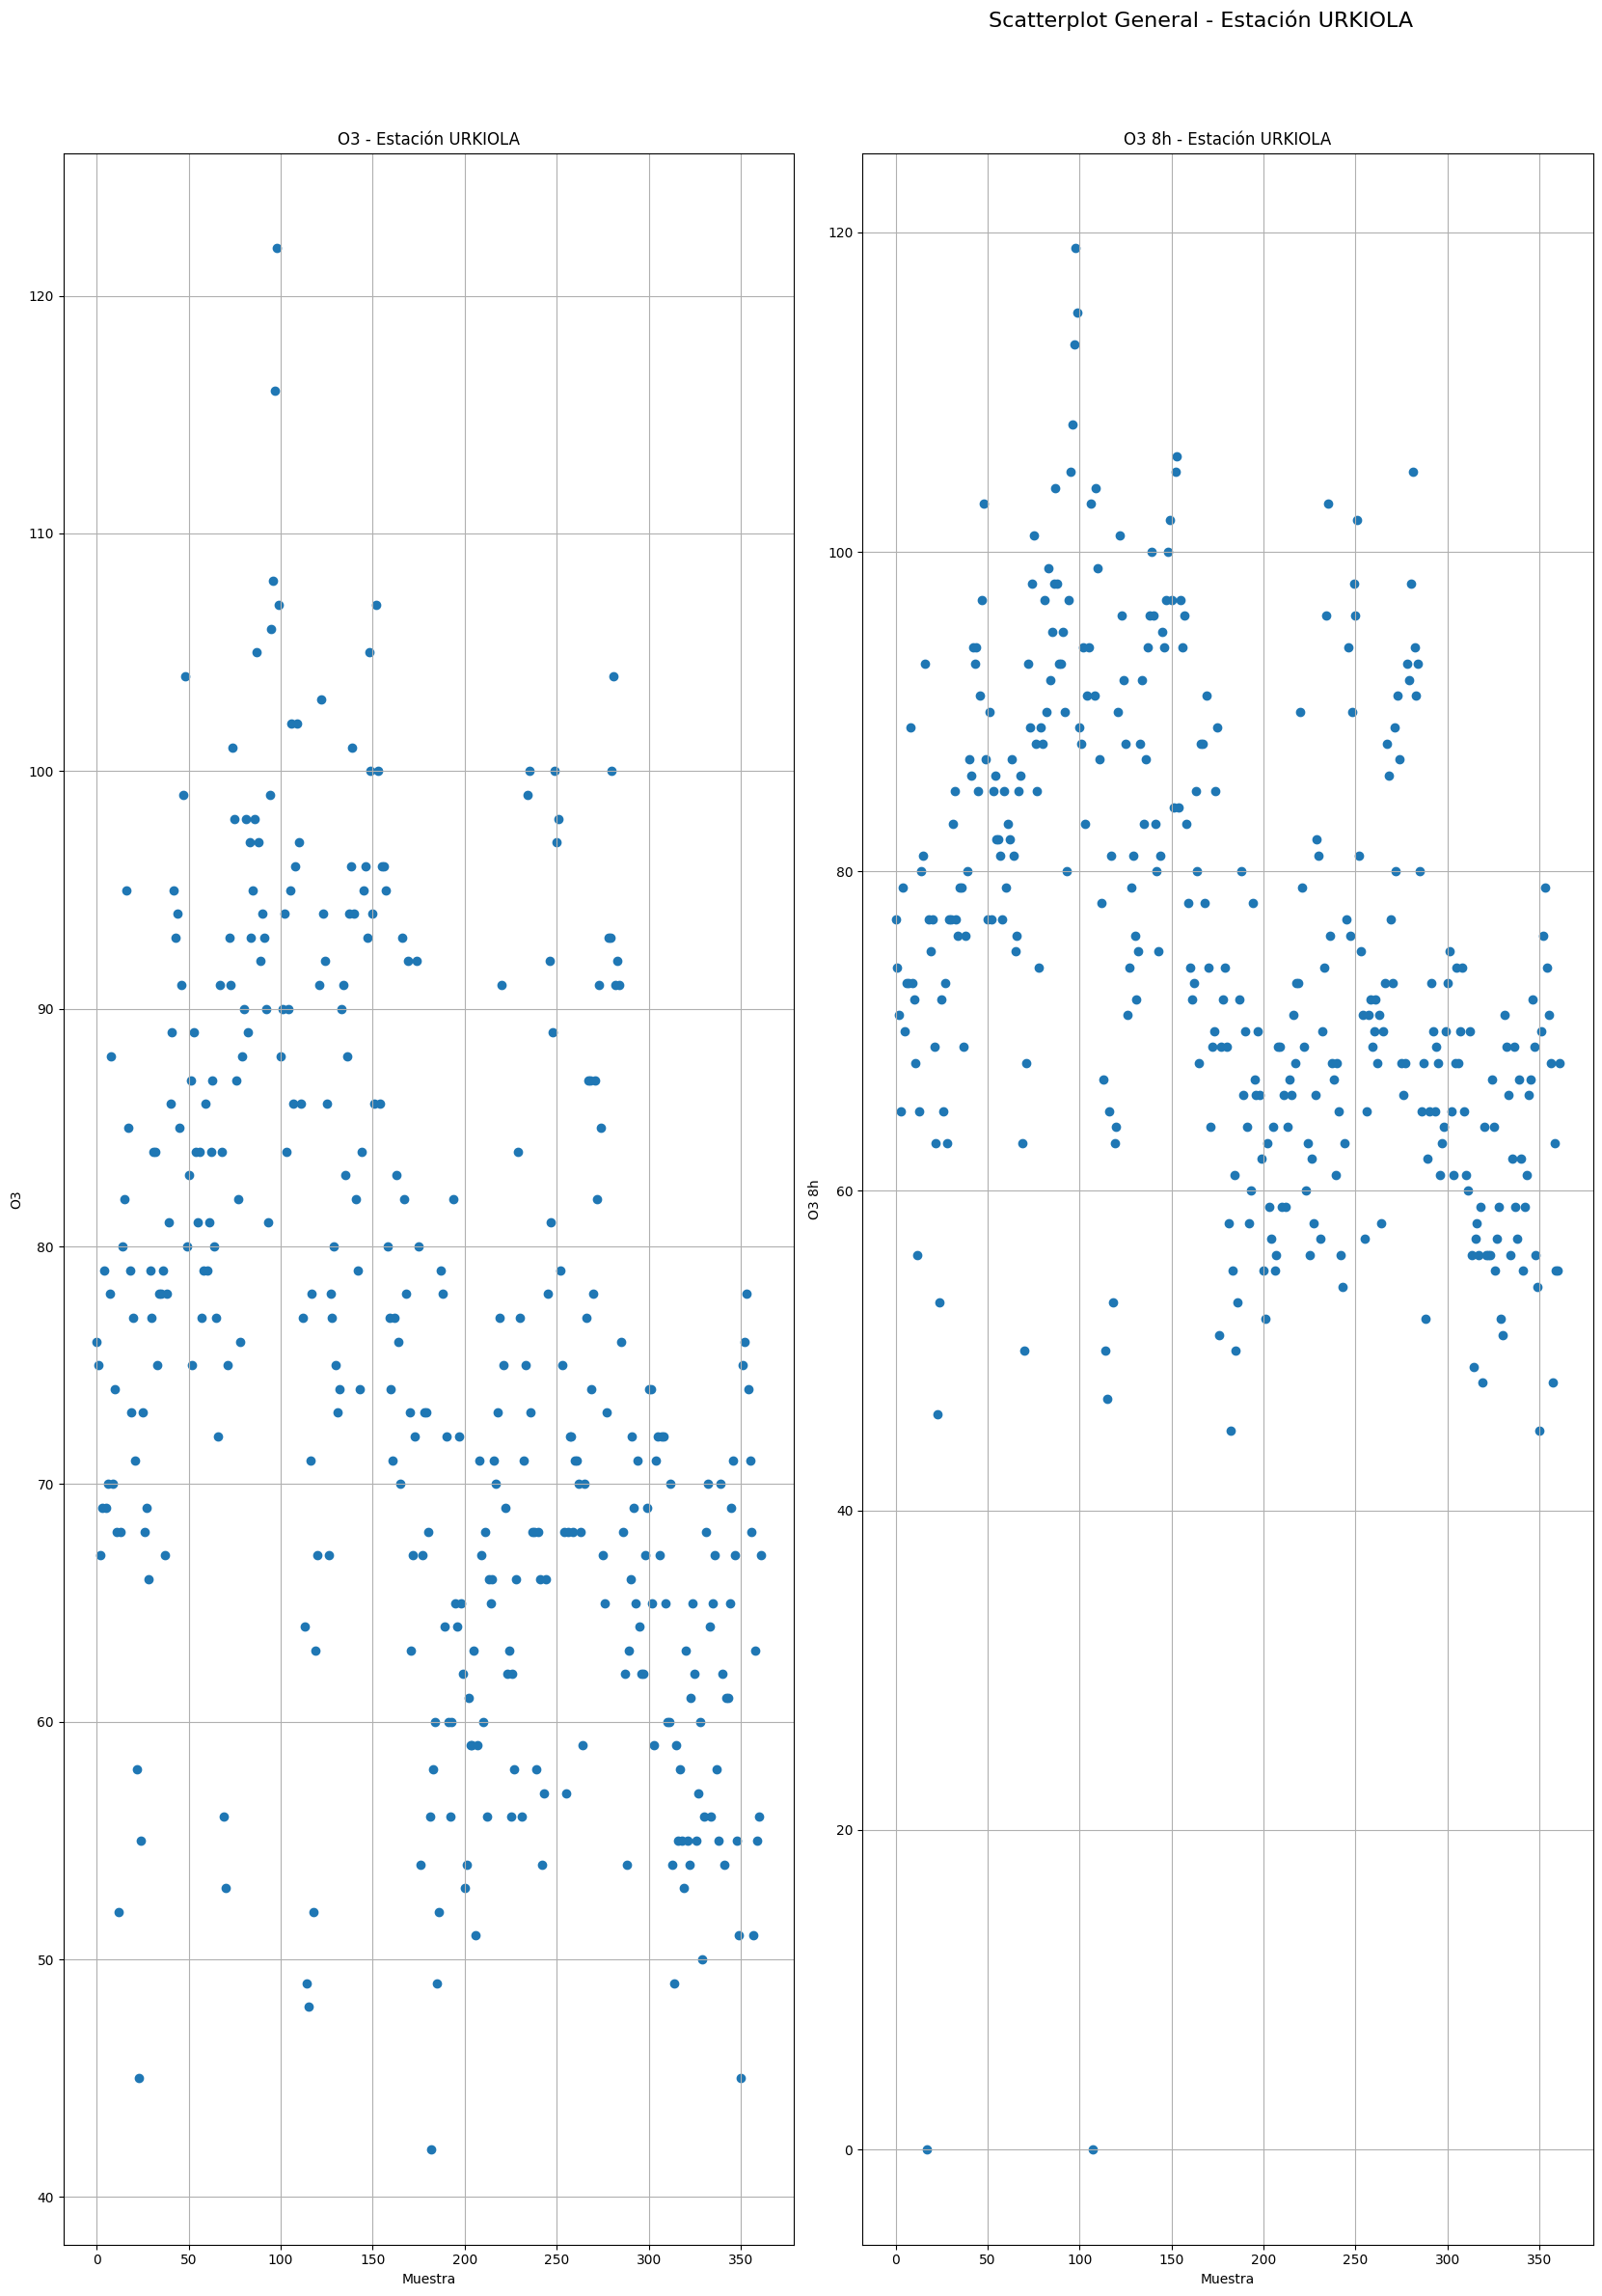 Scatterplot General - Estación URKIOLA
O3 - Estación URKIOLA
120
110
100
90
80
70
60
50
40
O3
0 50 100 150 200 250 300 350
Muestra
O3 8h - Estación URKIOLA
120
100
80
60
40
20
0
O3 8h
0 50 100 150 200 250 300 350
Muestra